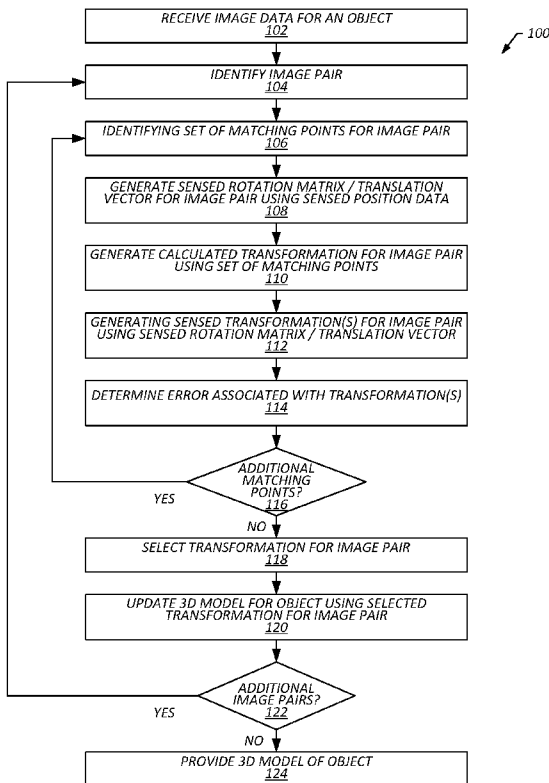 RECEIVE IMAGE DATA FOR AN OBJECT
102
100
IDENTIFY IMAGE PAIR
104
IDENTIFYING SET OF MATCHING POINTS FOR IMAGE PAIR
106
GENERATE SENSED ROTATION MATRIX / TRANSLATION
VECTOR FOR IMAGE PAIR USING SENSED POSITION DATA
108
GENERATE CALCULATED TRANSFORMATION FOR IMAGE PAIR
USING SET OF MATCHING POINTS
110
GENERATING SENSED TRANSFORMATION(S) FOR IMAGE PAIR
USING SENSED ROTATION MATRIX / TRANSLATION VECTOR
112
DETERMINE ERROR ASSOCIATED WITH TRANSFORMATION(S)
114
ADDITIONAL
MATCHING
POINTS?
116
YES
NO
SELECT TRANSFORMATION FOR IMAGE PAIR
118
UPDATE 3D MODEL FOR OBJECT USING SELECTED
TRANSFORMATION FOR IMAGE PAIR
120
ADDITIONAL
IMAGE PAIRS?
122
YES
NO
PROVIDE 3D MODEL OF OBJECT
124